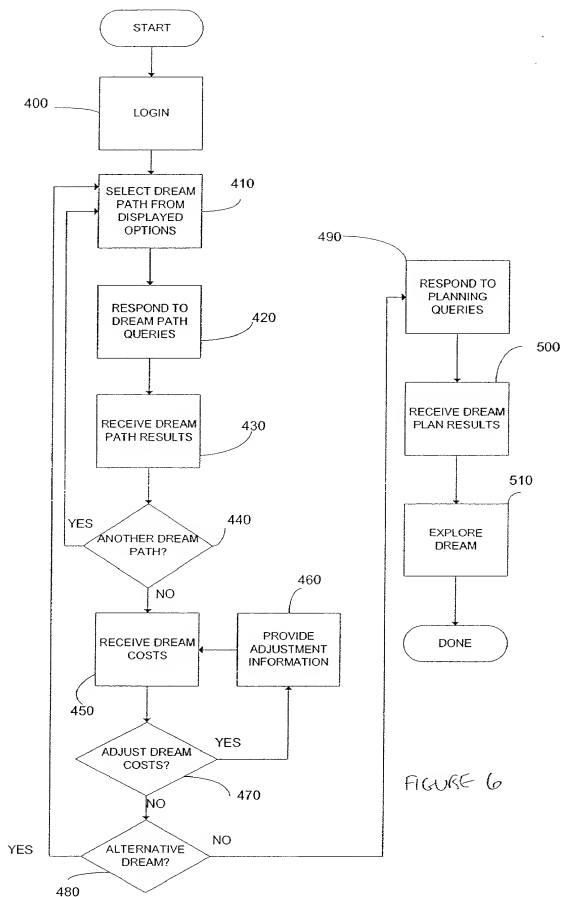 START
400
LOGIN
SELECT DREAM
PATH FROM
DISPLAYED
OPTIONS
410
RESPOND TO
DREAM PATH
QUERIES
420
RECEIVE DREAM
PATH RESULTS
430
YES
ANOTHER DREAM
PATH?
440
NO
RECEIVE DREAM
COSTS
450
460
PROVIDE
ADJUSTMENT
INFORMATION
ADJUST DREAM
COSTS?
YES
470
NO
ALTERNATIVE
DREAM?
YES
NO
480
490
RESPOND TO
PLANNING
QUERIES
500
RECEIVE DREAM
PLAN RESULTS
510
EXPLORE
DREAM
DONE
FIGURE 6